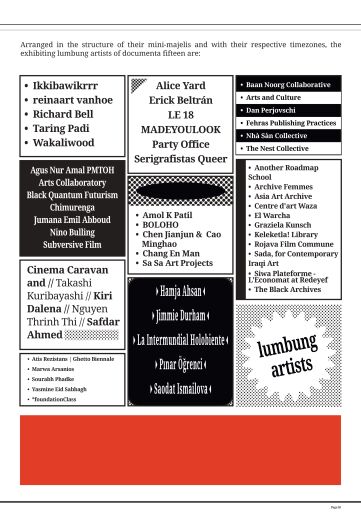 Arranged in the structure of their mini-majelis and with their respective timezones, the
exhibiting lumbung artists of documenta fifteen are:
• Ikkibawikrrr
• reinaart vanhoe
• Richard Bell
• Taring Padi
• Wakaliwood
Agus Nur Amal PMTOH
Arts Collaboratory
Black Quantum Futurism
Chimurenga
Jumana Emil Abboud
Nino Bulling
Subversive Film
Cinema Caravan
and // Takashi
Kuribayashi // Kiri
Dalena // Nguyen
Thrinh Thi // Safdar
Ahmed
• Atis Rezistans | Ghetto Biennale
• Marwa Arsanios
• Sourabh Phadke
• Yasmine Eid Sabbagh
• *foundationClass
Alice Yard
Erick Beltrán
LE 18
MADEYOULOOK
Party Office
Serigrafistas Queer
• Amol K Patil
• BOLOHO
• Chen Jianjun & Cao
Minghao
• Chang En Man
• Sa Sa Art Projects
Hamja Ahsan
Jimmie Durham
La Intermundial Holobiente
Pınar Öğrenci
Saodat Ismailova
• Baan Noorg Collaborative
• Arts and Culture
• Dan Perjovschi
• Fehras Publishing Practices
• Nhà Sàn Collective
• The Nest Collective
• Another Roadmap
School
• Archive Femmes
• Asia Art Archive
• Centre d'art Waza
• El Warcha
• Graziela Kunsch
• Keleketla! Library
• Rojava Film Commune
• Sada, for Contemporary
Iraqi Art
• Siwa Plateforme -
L'Economat at Redeyef
• The Black Archives
lumbung
artists